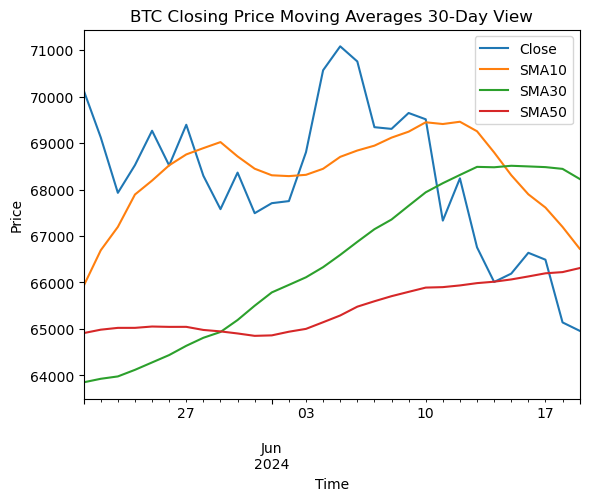 BTC Closing Price Moving Averages 30-Day View
71000
70000
69000
68000
67000
66000
65000
64000
Price
Close
SMA10
SMA30
SMA50
27
03
10
17
Jun
2024
Time